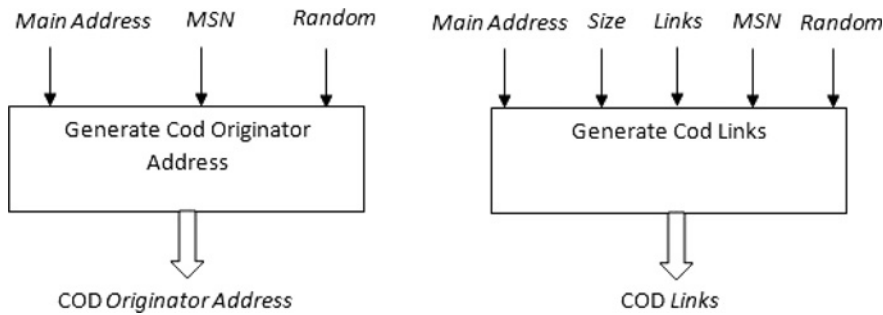 Main Address MSN Random
Generate Cod Originator
Address
COD Originator Address
Main Address Size Links MSN Random
Generate Cod Links
COD Links